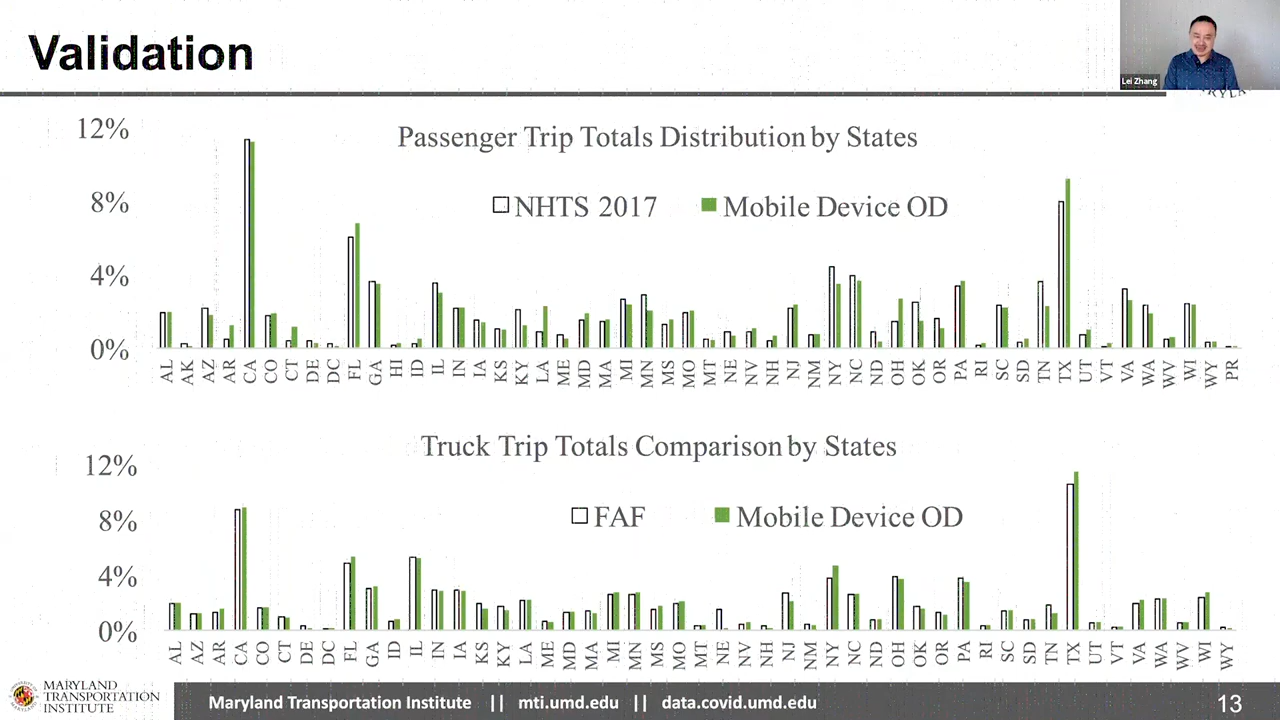 Validation
Lei Zhang
12%
Passenger Trip Totals Distribution by States
8%
NHTS 2017 Mobile Device OD
4%
0%
AL AK AZ AR CA CO CT DE DC FL GA HI ID IL IN IA KS KY LA ME MD MA MI MN MS MO MT NE NV NH NJ NM NY NC ND OH OK OR PA RI SC SD TN TX UT VT VA WA WV WI WY PR
Truck Trip Totals Comparison by States
12%
8%
FAF Mobile Device OD
4%
0%
AL AZ AR CA CO CT DE DC FL GA ID IL IN IA KS KY LA ME MD MA MI MN MS MO MT NE NV NH NJ NM NY NC ND OH OK OR PA RI SC SD TN TX UT VT VA WA WV WI WY
MARYLAND
TRANSPORTATION
INSTITUTE
Maryland Transportation Institute || mti.umd.edu || data.covid.umd.edu
13